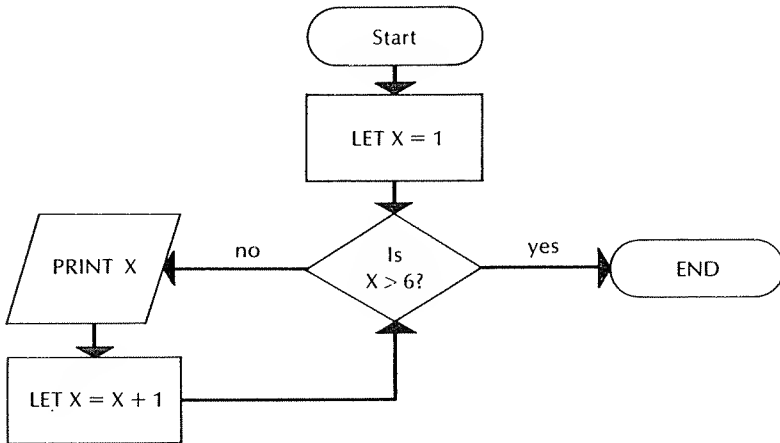 Start
LET X = 1
Is
X > 6?
no
yes
PRINT X
END
LET X = X + 1